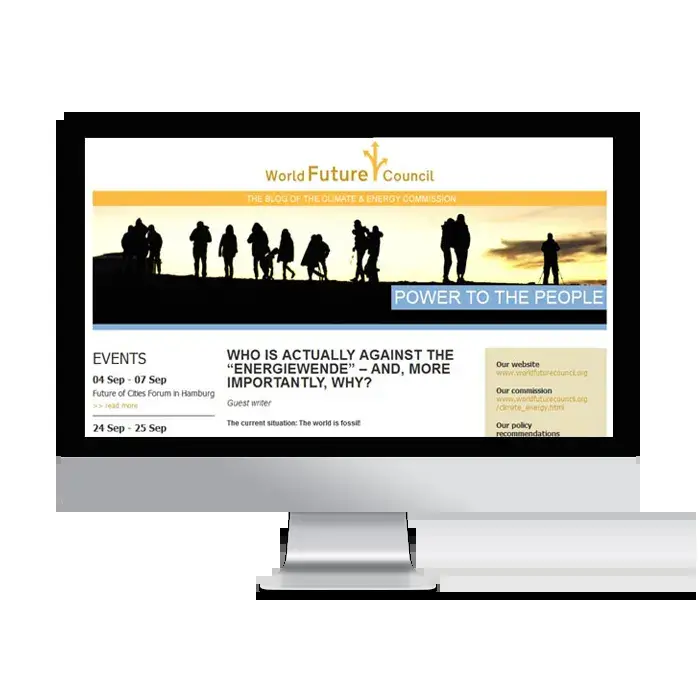 World Future Council
THE BLOG OF THE CLIMATE & ENERGY COMMISSION
POWER TO THE PEOPLE
EVENTS
04 Sep - 07 Sep
Future of Cities Forum in Hamburg
>> read more
24 Sep - 25 Sep
WHO IS ACTUALLY AGAINST THE
“ENERGIEWENDE” – AND, MORE
IMPORTANTLY, WHY?
Guest writer
The current situation: The world is fossil!
Our website
www.worldfuturecouncil.org
Our commission
www.worldfuturecouncil.org
/climate_energy.html
Our policy
recommendations